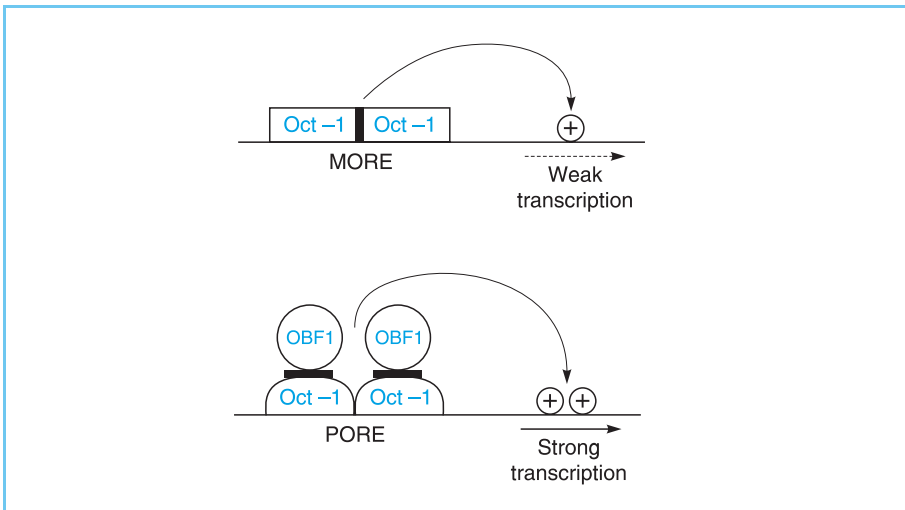 Oct –1 Oct –1 +
MORE
Weak
transcription
OBF1 OBF1
Oct –1 Oct –1 + +
PORE
Strong
transcription